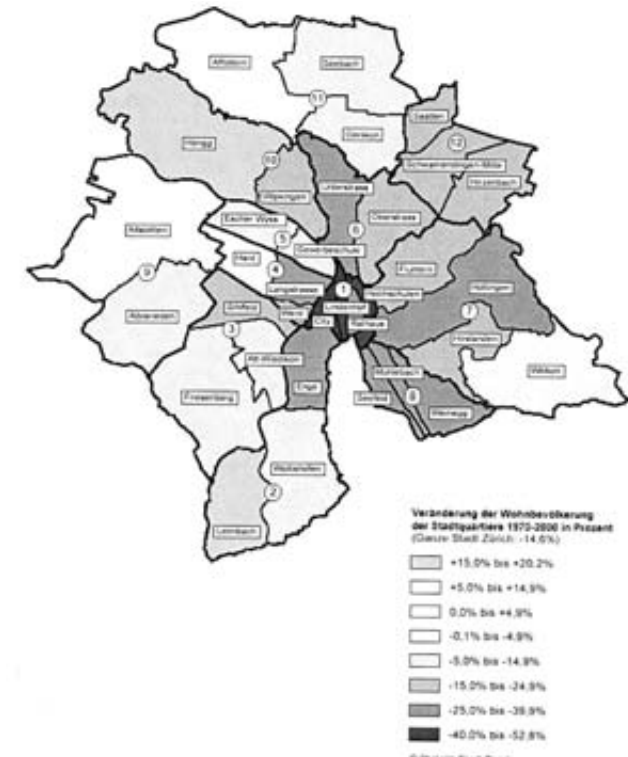 Affoltern
Seebach
11
Oerlikon
Saatlen
12
Schwamendingen-Mitte
Hirzenbach
Höngg
10
Wipkingen
Unterstrass
Oberstrass
6
Escher Wyss
5
Gewerbeschule
Altstetten
9
Hard
4
Langstrasse
Werd
1
Lindenhof
City
Rathaus
Hochschulen
Fluntern
Hottingen
7
Hirslanden
Witikon
Albisrieden
Sihlfeld
3
Alt-Wiedikon
Friesenberg
Enge
Mühlebach
Seefeld
8
Weinegg
Wollishofen
2
Leimbach
Veränderung der Wohnbevölkerung
der Stadtquartiere 1970-2000 in Prozent
(Ganze Stadt Zürich: -14,6%)
+15,0% bis +20,2%
+5,0% bis +14,9%
0,0% bis +4,9%
-0,1% bis -4,9%
-5,0% bis -14,9%
-15,0% bis -24,9%
-25,0% bis -39,9%
-40,0% bis -52,8%